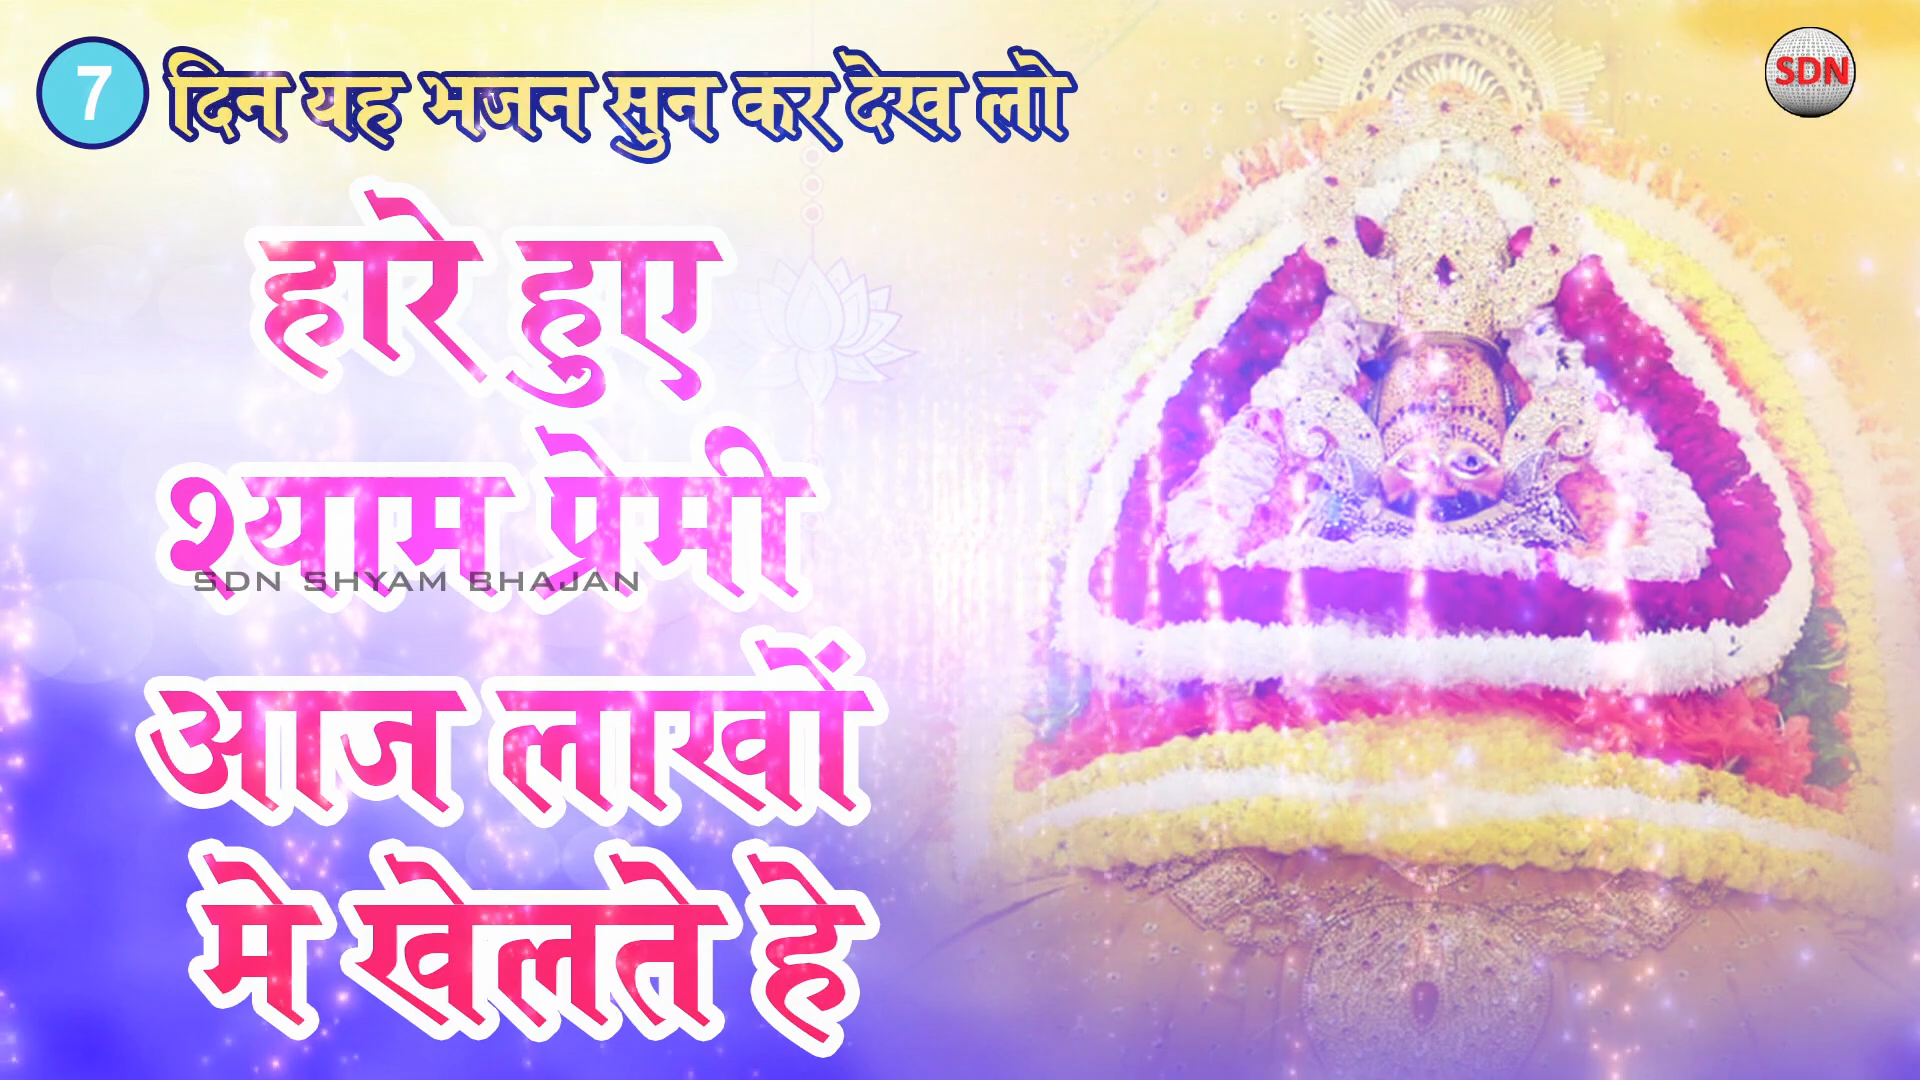 7 दिन यह भजन सुन कर देख लो
SDN
हारे हुए
श्याम प्रेमी
SDN SHYAM BHAJAN
आज लाखों
मे खेलते हे